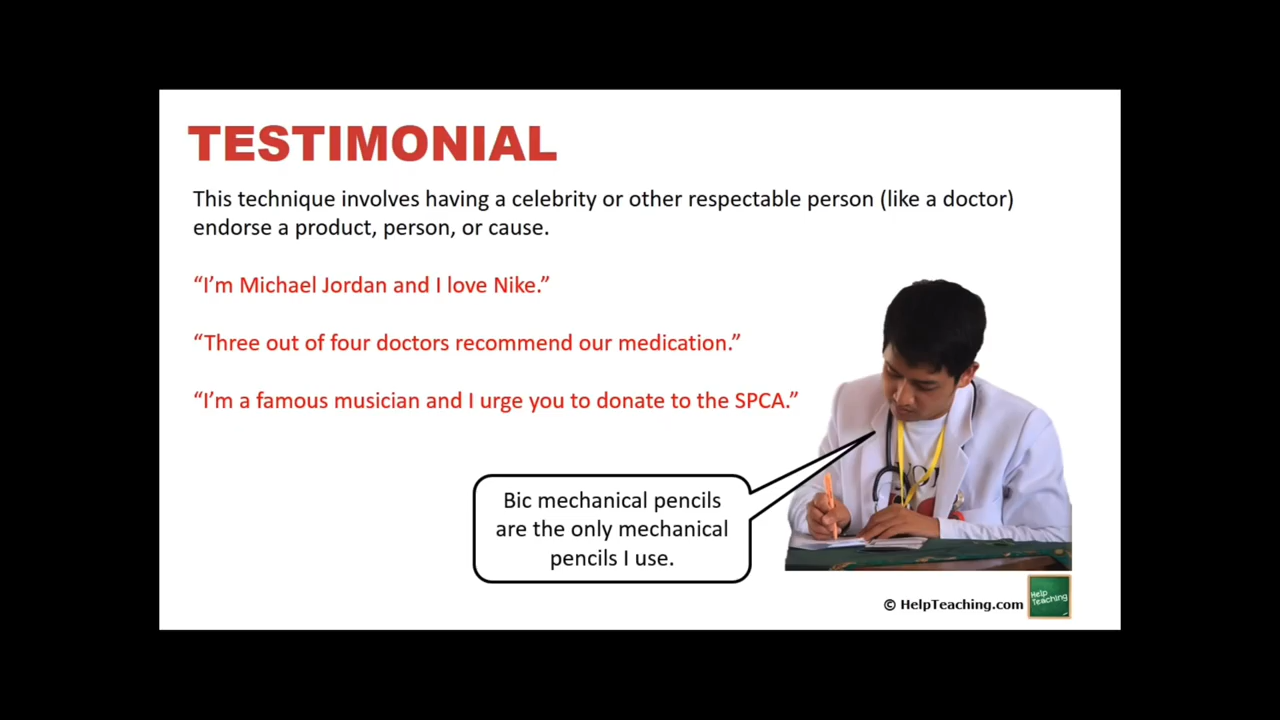 TESTIMONIAL
This technique involves having a celebrity or other respectable person (like a doctor)
endorse a product, person, or cause.
“I’m Michael Jordan and I love Nike.”
“Three out of four doctors recommend our medication.”
“I’m a famous musician and I urge you to donate to the SPCA.”
Bic mechanical pencils
are the only mechanical
pencils I use.
© HelpTeaching.com
Help
Teaching